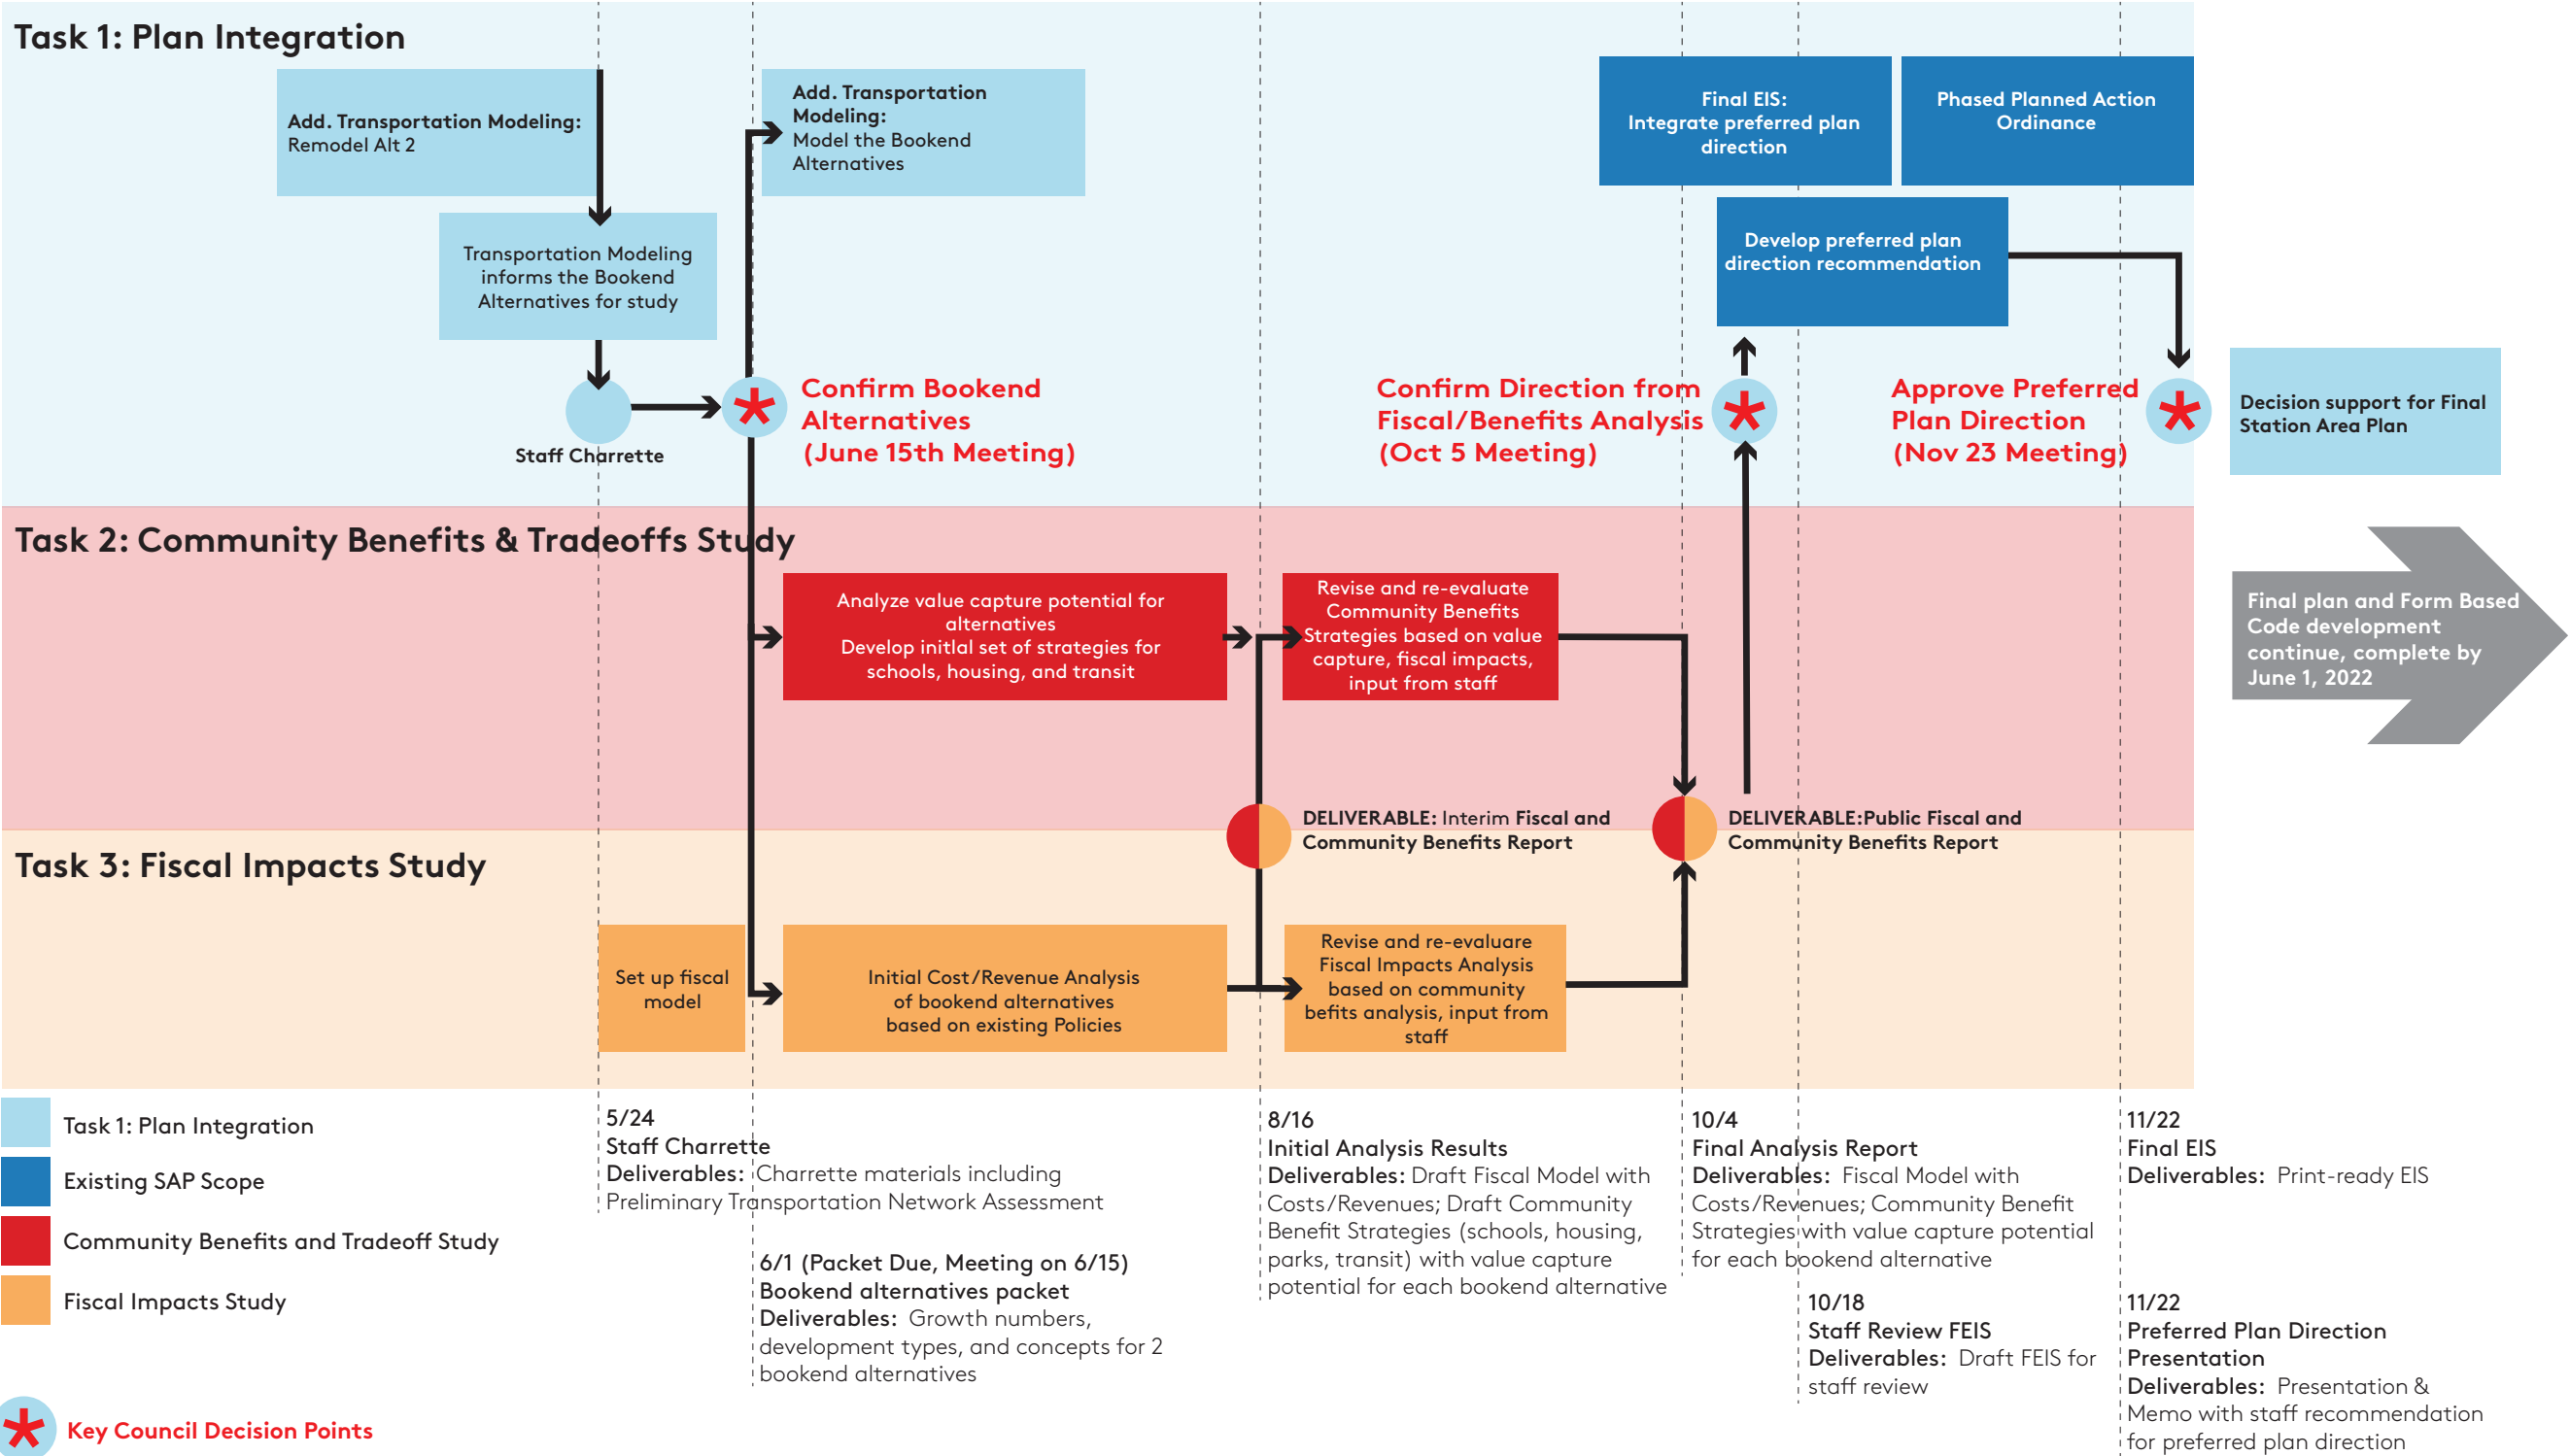 Task 1: Plan Integration
Add. Transportation Modeling:
Remodel Alt 2
Add. Transportation
Modeling:
Model the Bookend
Alternatives
Final EIS:
Integrate preferred plan
direction
Phased Planned Action
Ordinance
Transportation Modeling
informs the Bookend
Alternatives for study
Develop preferred plan
direction recommendation
Staff Charrette
Confirm Bookend
Alternatives
(June 15th Meeting)
Confirm Direction from
Fiscal/Benefits Analysis
(Oct 5 Meeting)
Approve Preferred
Plan Direction
(Nov 23 Meeting)
Decision support for Final
Station Area Plan
Task 2: Community Benefits & Tradeoffs Study
Analyze value capture potential for
alternatives
Develop initlal set of strategies for
schools, housing, and transit
Revise and re-evaluate
Community Benefits
Strategies based on value
capture, fiscal impacts,
input from staff
Final plan and Form Based
Code development
continue, complete by
June 1, 2022
DELIVERABLE: Interim Fiscal and
Community Benefits Report
DELIVERABLE:Public Fiscal and
Community Benefits Report
Task 3: Fiscal Impacts Study
Set up fiscal
model
Initial Cost/Revenue Analysis
of bookend alternatives
based on existing Policies
Revise and re-evaluare
Fiscal Impacts Analysis
based on community
befits analysis, input from
staff
Task 1: Plan Integration
Existing SAP Scope
Community Benefits and Tradeoff Study
Fiscal Impacts Study
Key Council Decision Points
5/24
Staff Charrette
Deliverables: Charrette materials including
Preliminary Transportation Network Assessment
6/1 (Packet Due, Meeting on 6/15)
Bookend alternatives packet
Deliverables: Growth numbers,
development types, and concepts for 2
bookend alternatives
8/16
Initial Analysis Results
Deliverables: Draft Fiscal Model with
Costs/Revenues; Draft Community
Benefit Strategies (schools, housing,
parks, transit) with value capture
potential for each bookend alternative
10/4
Final Analysis Report
Deliverables: Fiscal Model with
Costs/Revenues; Community Benefit
Strategies with value capture potential
for each bookend alternative
10/18
Staff Review FEIS
Deliverables: Draft FEIS for
staff review
11/22
Final EIS
Deliverables: Print-ready EIS
11/22
Preferred Plan Direction
Presentation
Deliverables: Presentation &
Memo with staff recommendation
for preferred plan direction